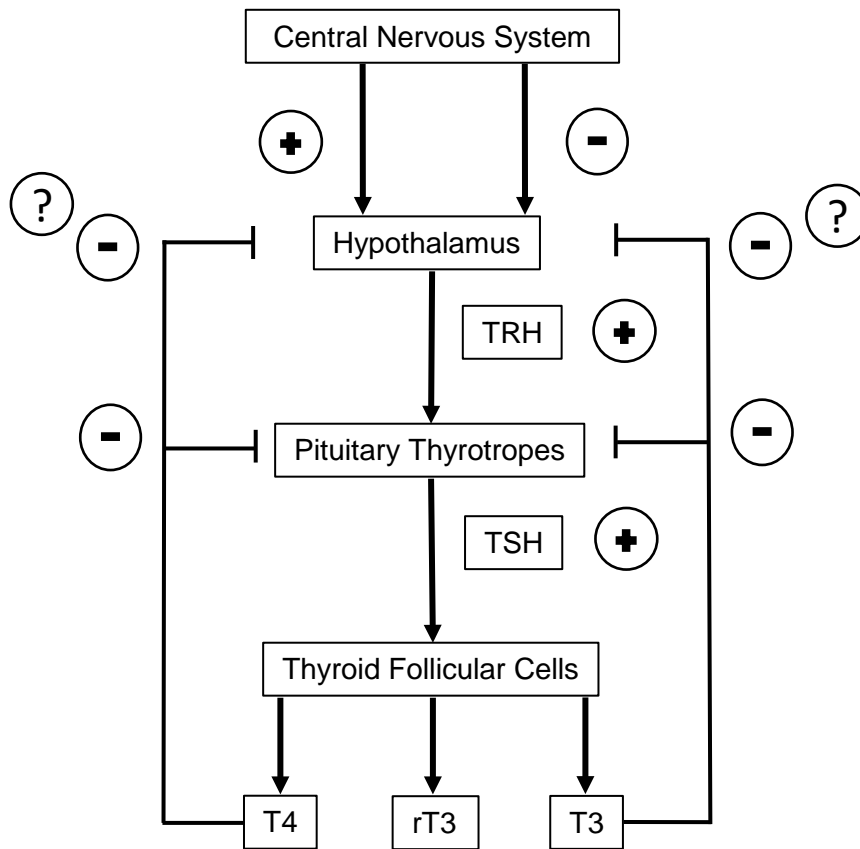 Central Nervous System
+
-
?
-
Hypothalamus
-
?
TRH
+
-
Pituitary Thyrotropes
-
TSH
+
Thyroid Follicular Cells
T4
rT3
T3